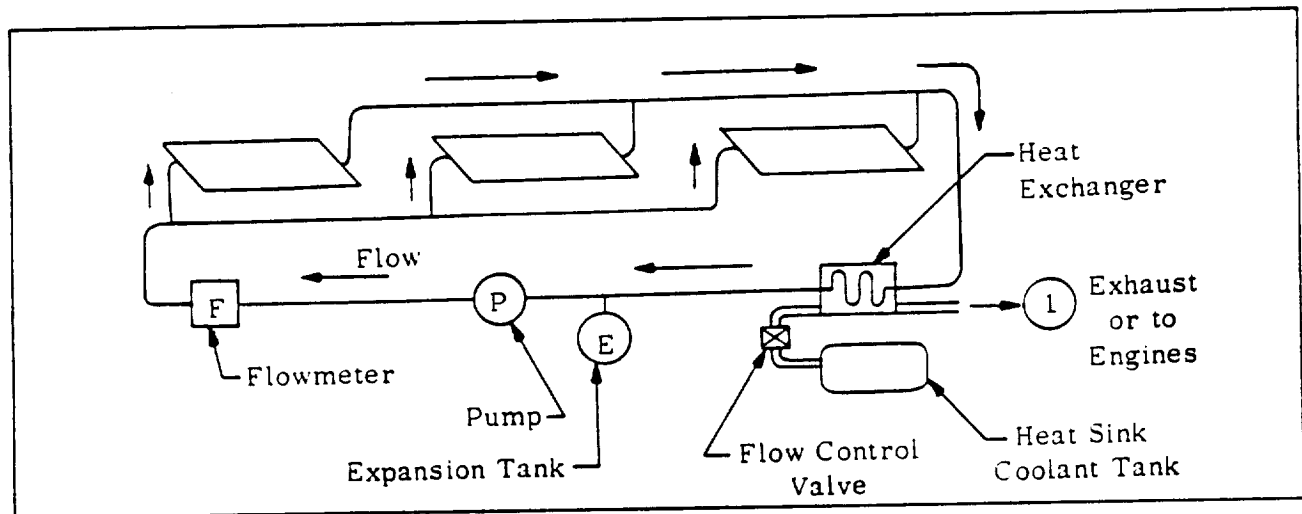 Heat
Exchanger
Flow
F
P
E
1
Exhaust
or to
Engines
Flowmeter
Pump
Expansion Tank
Flow Control
Valve
Heat Sink
Coolant Tank